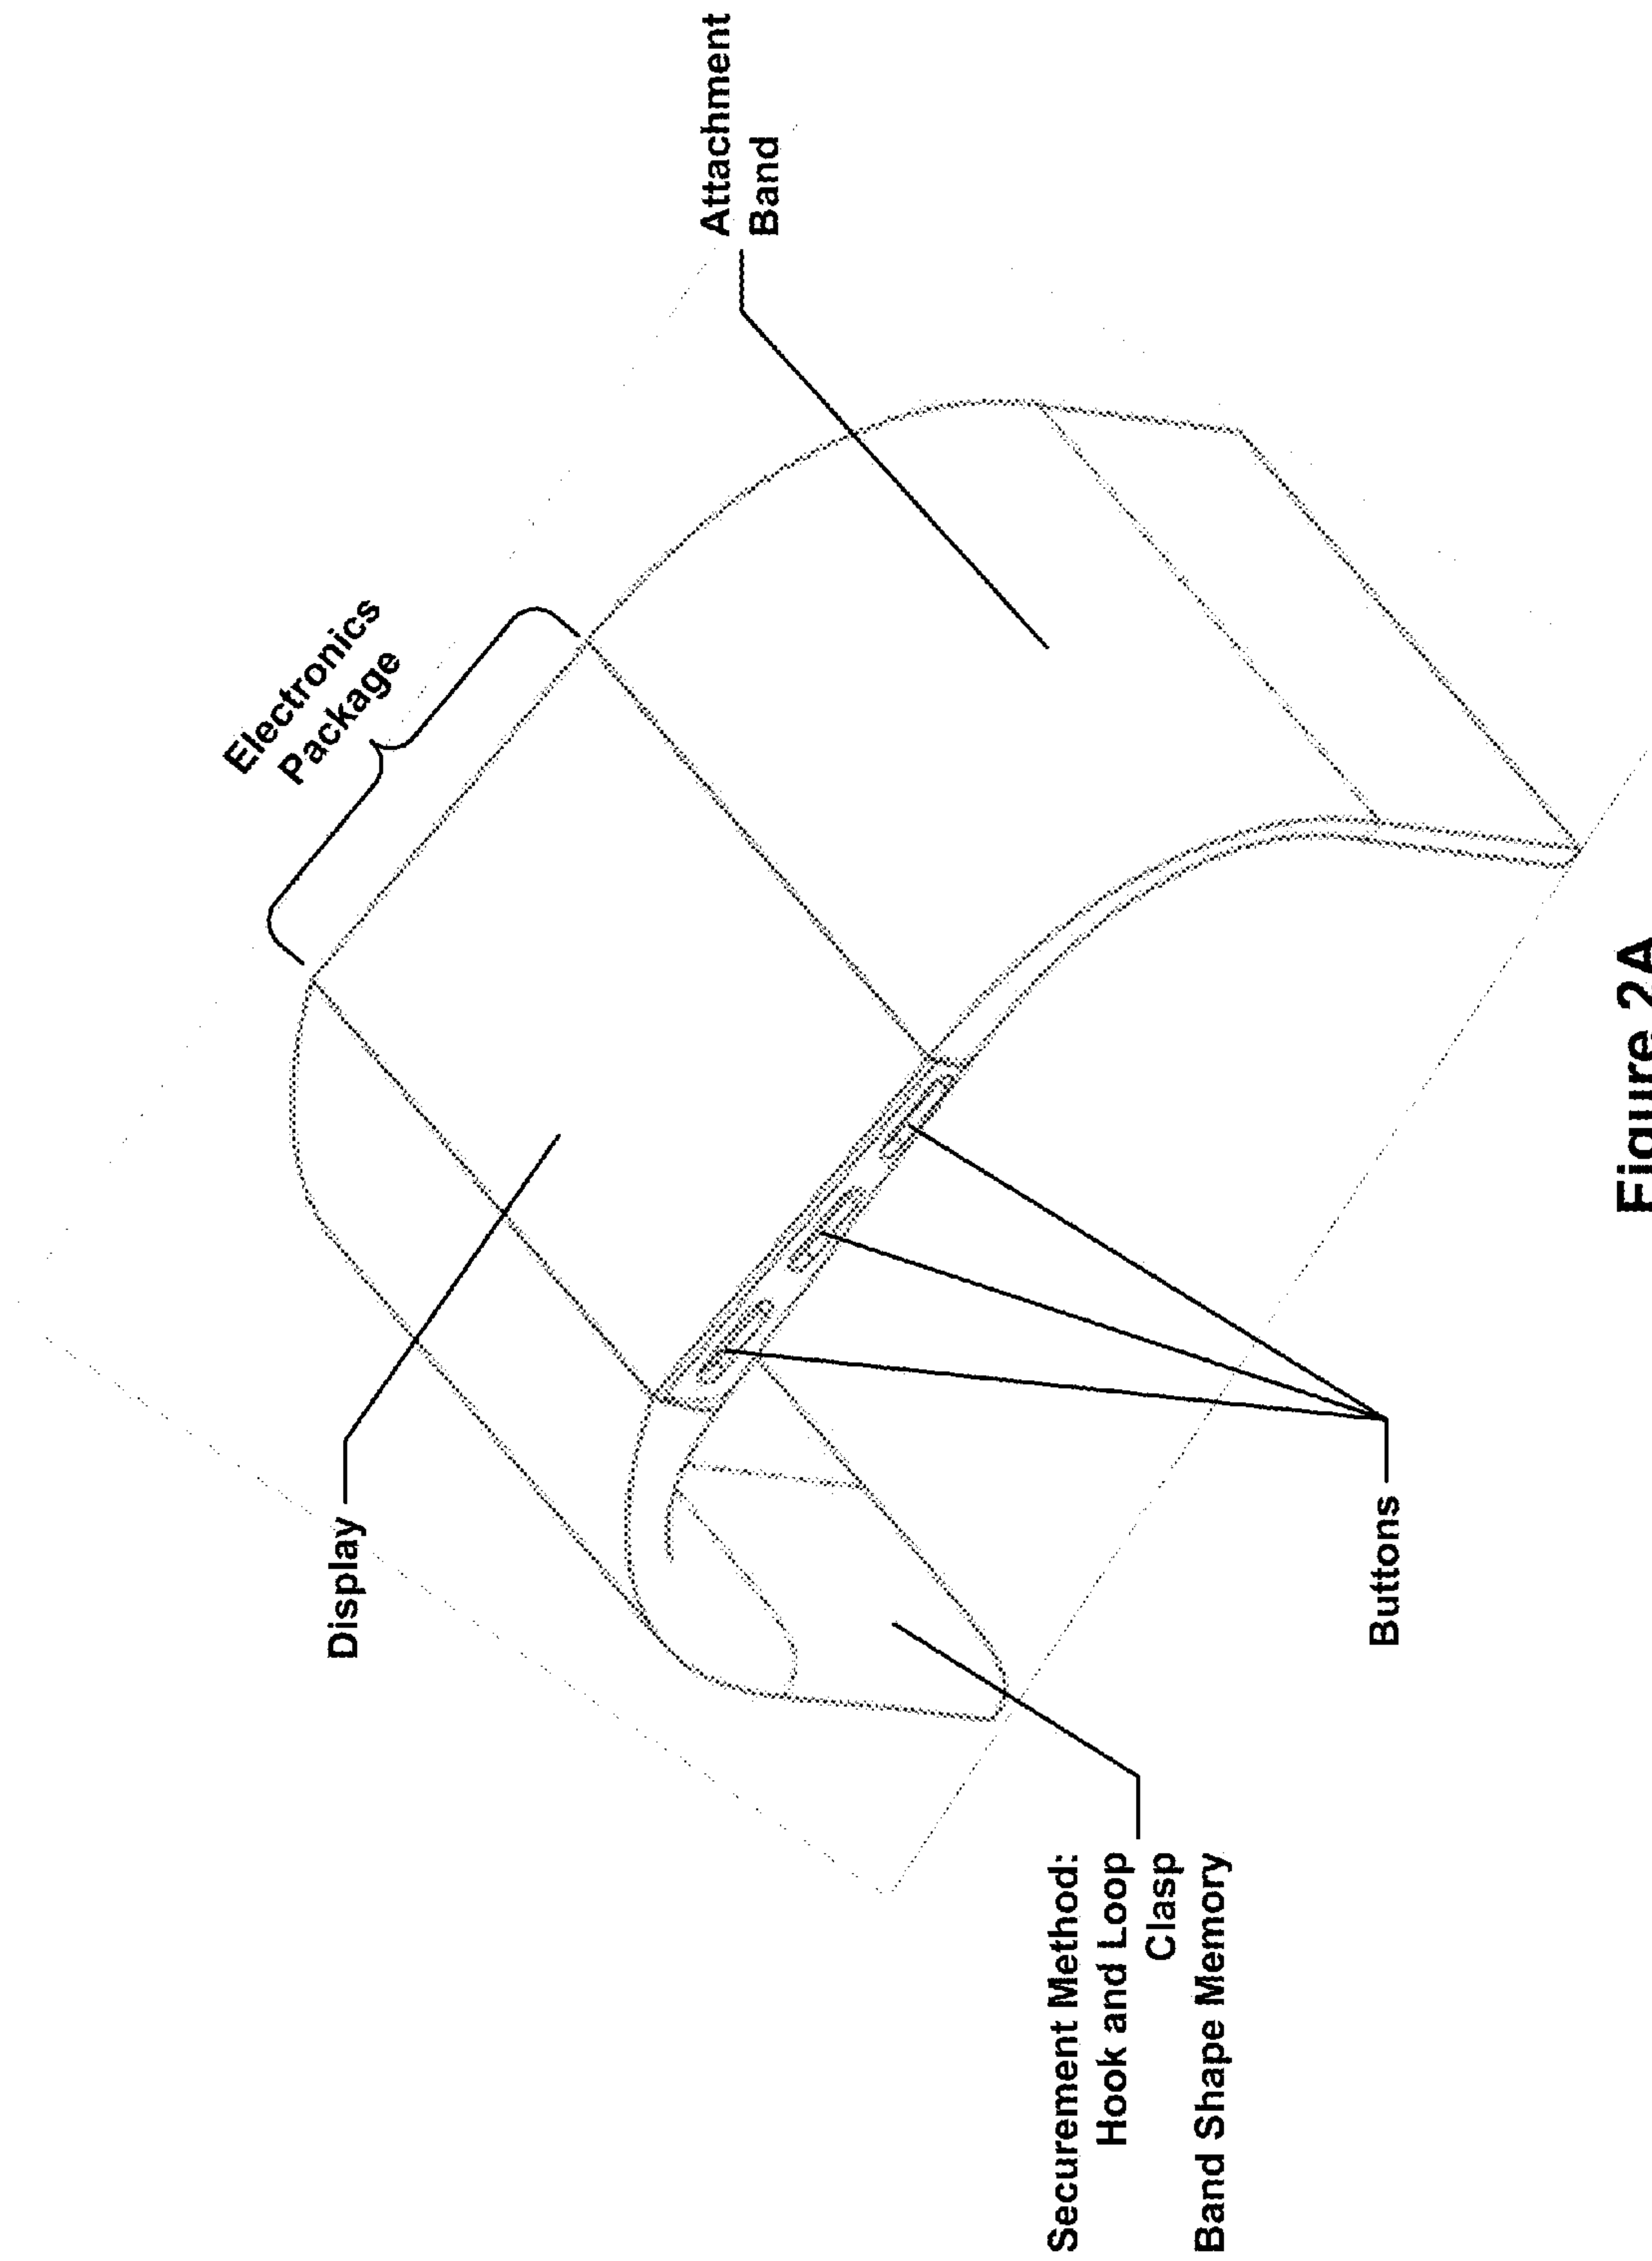 Electronics
Package
Attachment
Band
Display
Securement Method:
Hook and Loop
Clasp
Band Shape Memory
Buttons
Figure 2A